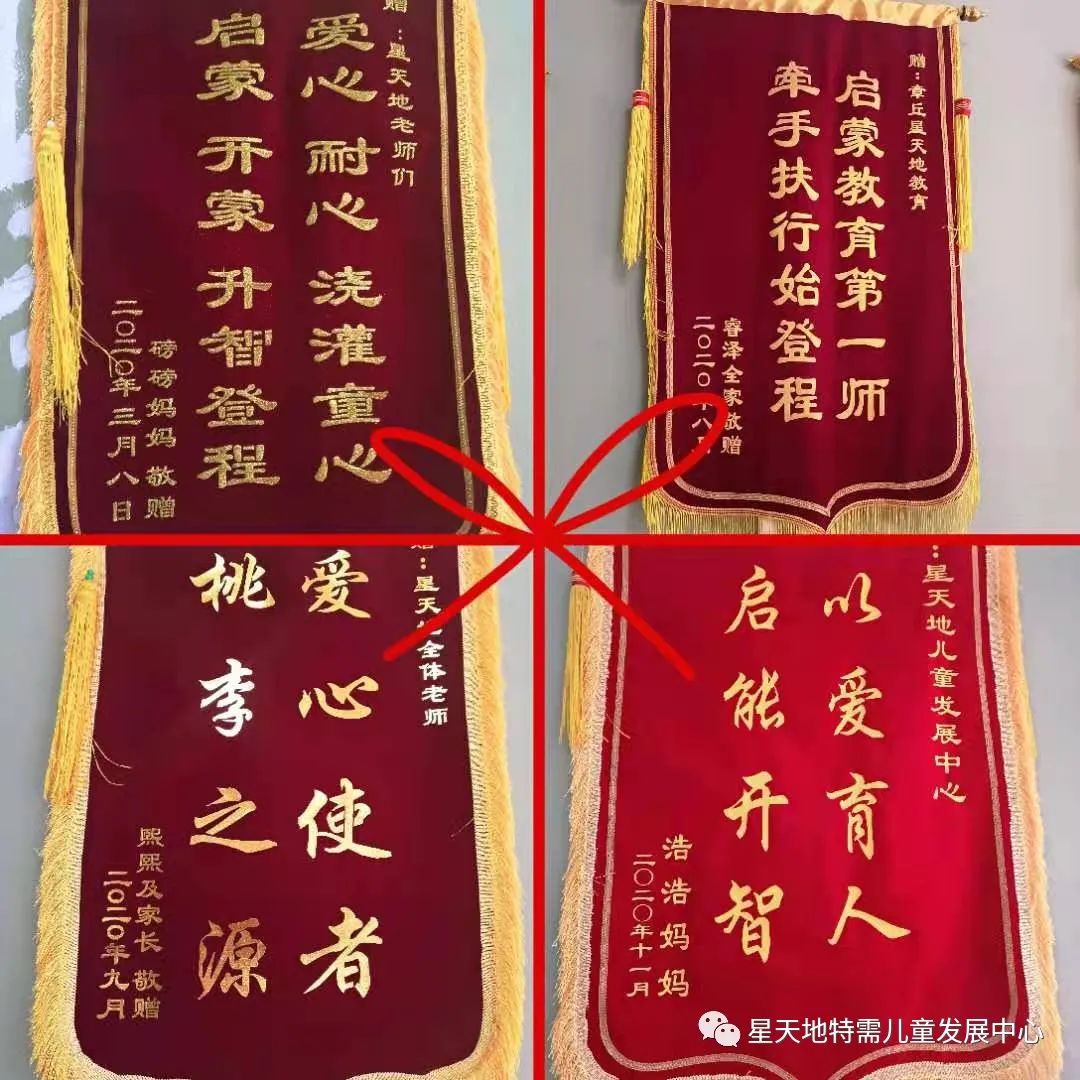 赠：星天地老师们
爱心 耐心 浇灌童心
启蒙 开蒙 升智登程
磅磅妈妈 敬赠
二〇二〇年三月八日
赠：章丘星天地教育
启蒙教育第一师
牵手扶行始登程
睿泽全家敬赠
二〇二〇 八
赠：星天地全体老师
爱心使者
桃李之源
熙熙及家长 敬赠
二〇二〇年九月
：星天地儿童发展中心
以爱育人
启能开智
浩浩妈妈
二〇二〇年十一月
星天地特需儿童发展中心